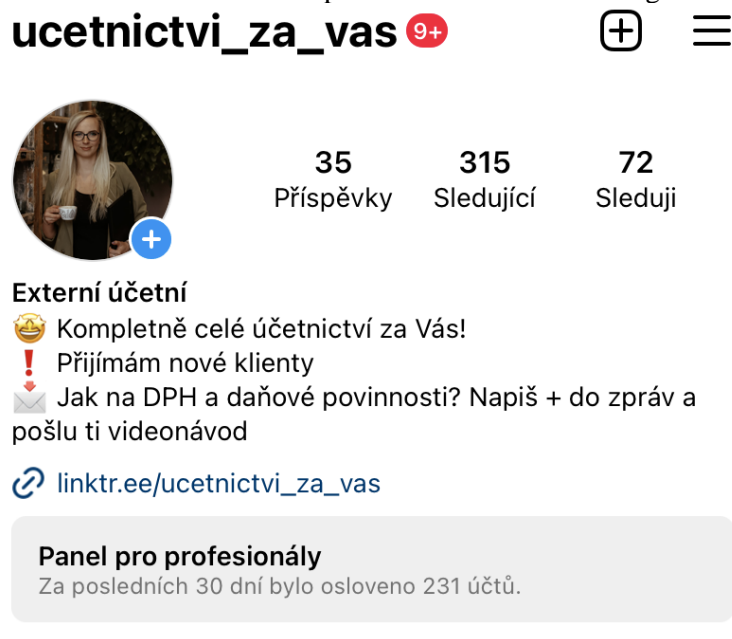 ucetnictvi_za_vas 9+
35 315 72
Příspěvky Sledující Sleduji
Externí účetní
🤩 Kompletně celé účetnictví za Vás!
❗ Přijímám nové klienty
📩 Jak na DPH a daňové povinnosti? Napiš + do zpráv a
pošlu ti videonávod
linktr.ee/ucetnictvi_za_vas
Panel pro profesionály
Za posledních 30 dní bylo osloveno 231 účtů.